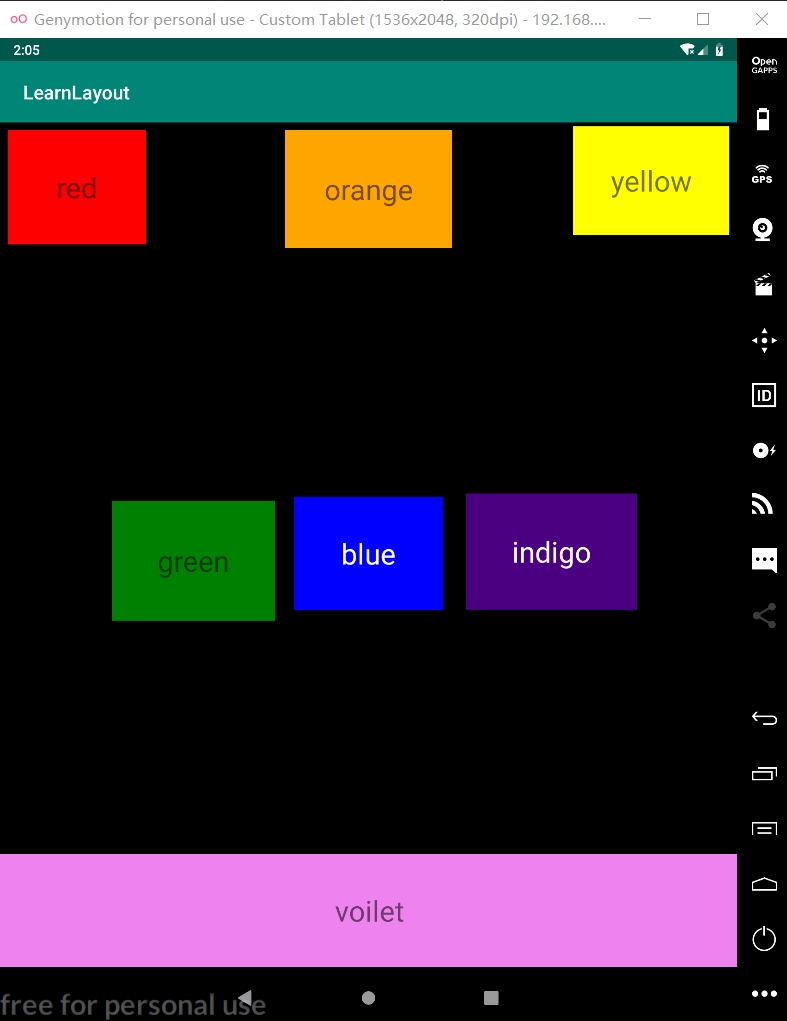 Genymotion for personal use - Custom Tablet (1536x2048, 320dpi) - 192.168....
2:05
Open
GAPPS
LearnLayout
red
orange
yellow
GPS
ID
green
blue
indigo
voilet
free for personal use